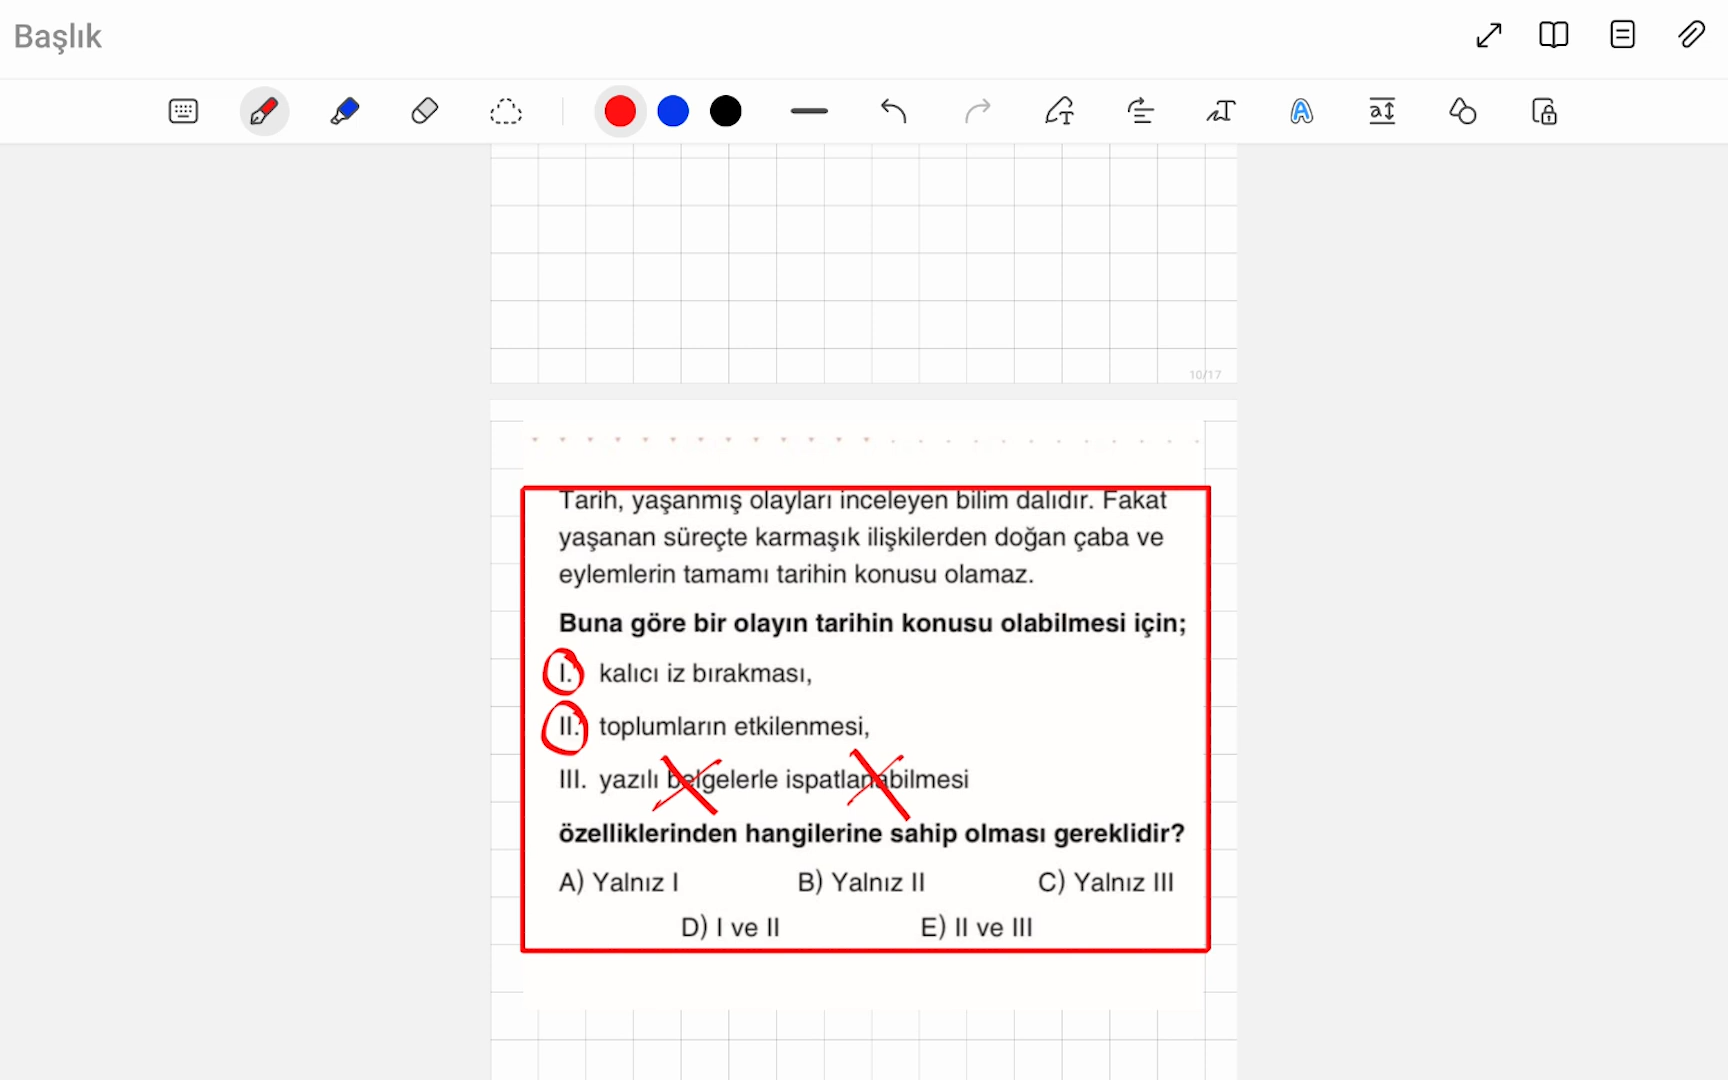 Başlık
10/17
Tarih, yaşanmış olayları inceleyen bilim dalıdır. Fakat
yaşanan süreçte karmaşık ilişkilerden doğan çaba ve
eylemlerin tamamı tarihin konusu olamaz.
Buna göre bir olayın tarihin konusu olabilmesi için;
I. kalıcı iz bırakması,
II. toplumların etkilenmesi,
III. yazılı belgelerle ispatlanabilmesi
özelliklerinden hangilerine sahip olması gereklidir?
A) Yalnız I B) Yalnız II C) Yalnız III
D) I ve II E) II ve III